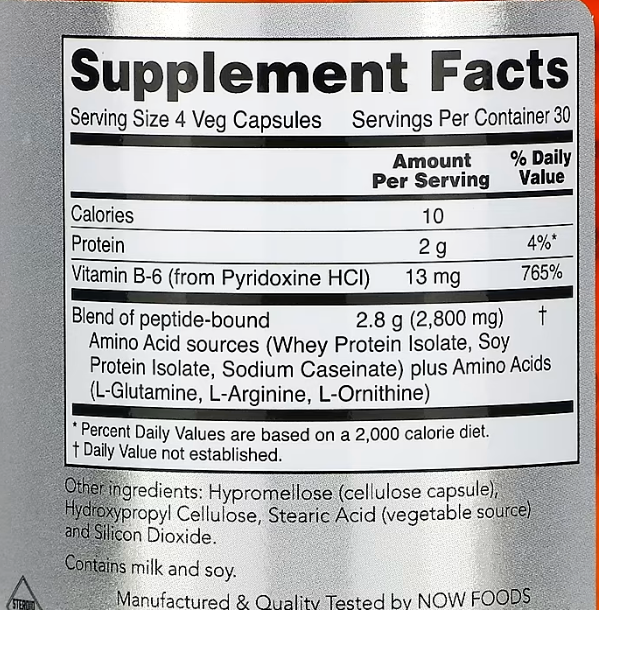 Supplement Facts
Serving Size 4 Veg Capsules Servings Per Container 30
Amount Per Serving % Daily Value
Calories 10
Protein 2 g 4%*
Vitamin B-6 (from Pyridoxine HCl) 13 mg 765%
Blend of peptide-bound 2.8 g (2,800 mg) †
Amino Acid sources (Whey Protein Isolate, Soy
Protein Isolate, Sodium Caseinate) plus Amino Acids
(L-Glutamine, L-Arginine, L-Ornithine)
* Percent Daily Values are based on a 2,000 calorie diet.
† Daily Value not established.
Other ingredients: Hypromellose (cellulose capsule),
Hydroxypropyl Cellulose, Stearic Acid (vegetable source)
and Silicon Dioxide.
Contains milk and soy.
Manufactured & Quality Tested by NOW FOODS